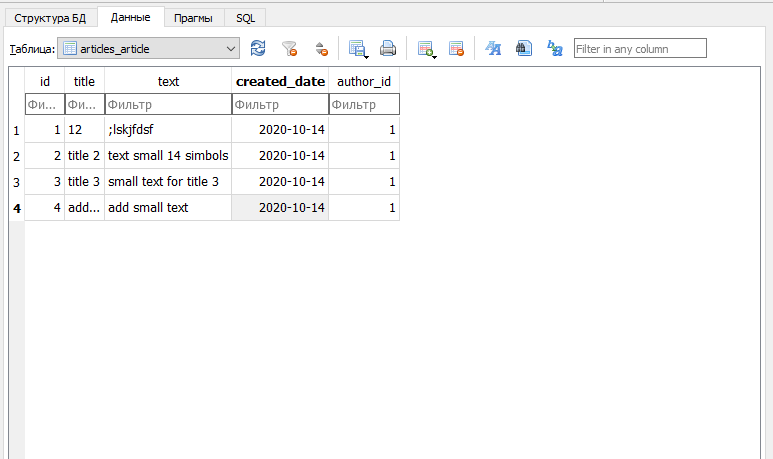 Структура БД Данные Прагмы SQL
Таблица: articles_article Filter in any column
id title text created_date author_id
Фи... Фи... Фильтр Фильтр Фильтр
1 1 12 ;lskjfdsf 2020-10-14 1
2 2 title 2 text small 14 simbols 2020-10-14 1
3 3 title 3 small text for title 3 2020-10-14 1
4 4 add... add small text 2020-10-14 1